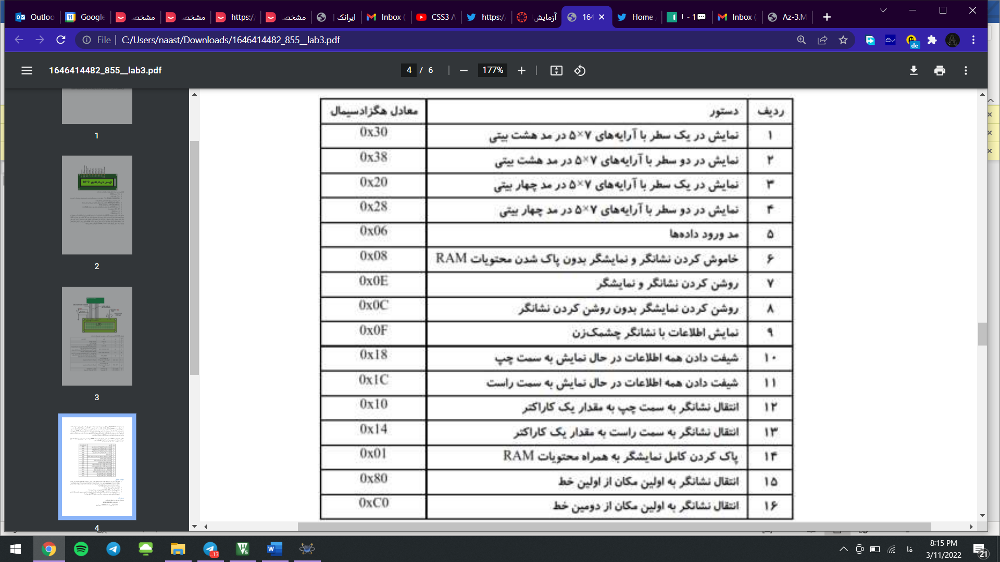 Outloo
Googl
مشخص
مشخص
https:/
مشخص
ایرانک |
Inbox (
CSS3 A
https:/
آزمایش
164
Home
Inbox (
Az-3.M
File | C:/Users/naast/Downloads/1646414482_855__lab3.pdf
de
1646414482_855__lab3.pdf
4 / 6
177%
ردیف دستور معادل هگزادسیمال
۱ نمایش در یک سطر با آرایه‌های ۷×۵ در مد هشت بیتی 0x30
۲ نمایش در دو سطر با آرایه‌های ۷×۵ در مد هشت بیتی 0x38
۳ نمایش در یک سطر با آرایه‌های ۷×۵ در مد چهار بیتی 0x20
۴ نمایش در دو سطر با آرایه‌های ۷×۵ در مد چهار بیتی 0x28
۵ مد ورود داده‌ها 0x06
۶ خاموش کردن نشانگر و نمایشگر بدون پاک شدن محتویات RAM 0x08
۷ روشن کردن نشانگر و نمایشگر 0x0E
۸ روشن کردن نمایشگر بدون روشن کردن نشانگر 0x0C
۹ نمایش اطلاعات با نشانگر چشمک‌زن 0x0F
۱۰ شیفت دادن همه اطلاعات در حال نمایش به سمت چپ 0x18
۱۱ شیفت دادن همه اطلاعات در حال نمایش به سمت راست 0x1C
۱۲ انتقال نشانگر به سمت چپ به مقدار یک کاراکتر 0x10
۱۳ انتقال نشانگر به سمت راست به مقدار یک کاراکتر 0x14
۱۴ پاک کردن کامل نمایشگر به همراه محتویات RAM 0x01
۱۵ انتقال نشانگر به اولین مکان از اولین خط 0x80
۱۶ انتقال نشانگر به اولین مکان از دومین خط 0xC0
1
2
3
4
فا
8:15 PM
3/11/2022
21